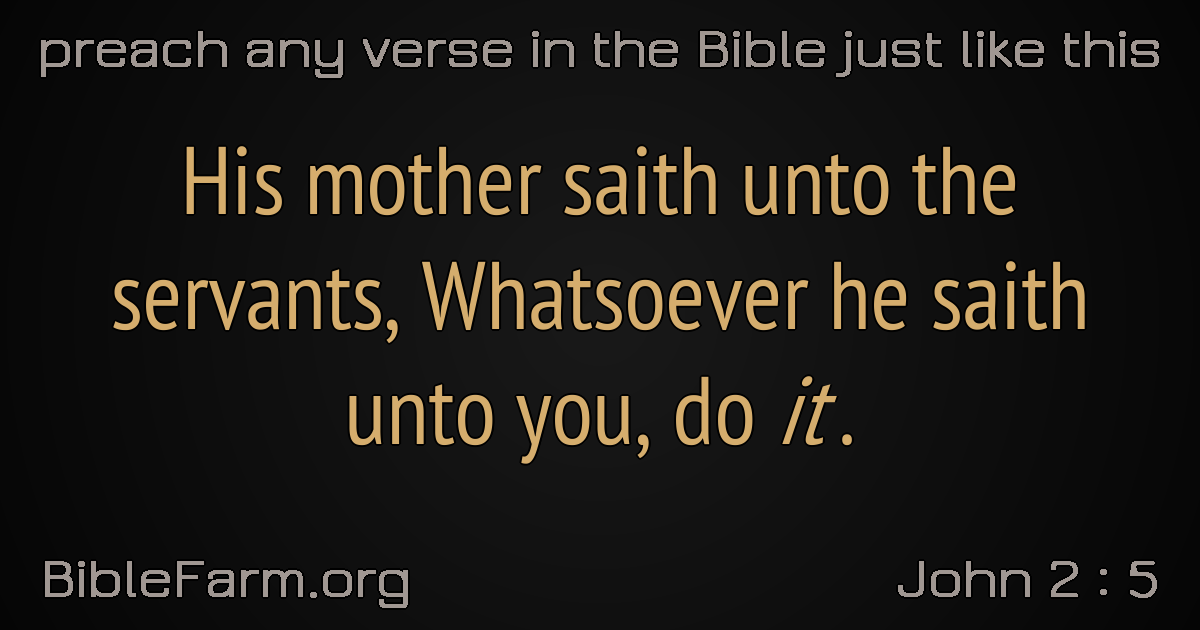 preach any verse in the Bible just like this
His mother saith unto the
servants, Whatsoever he saith
unto you, do it .
BibleFarm.org
John 2 : 5